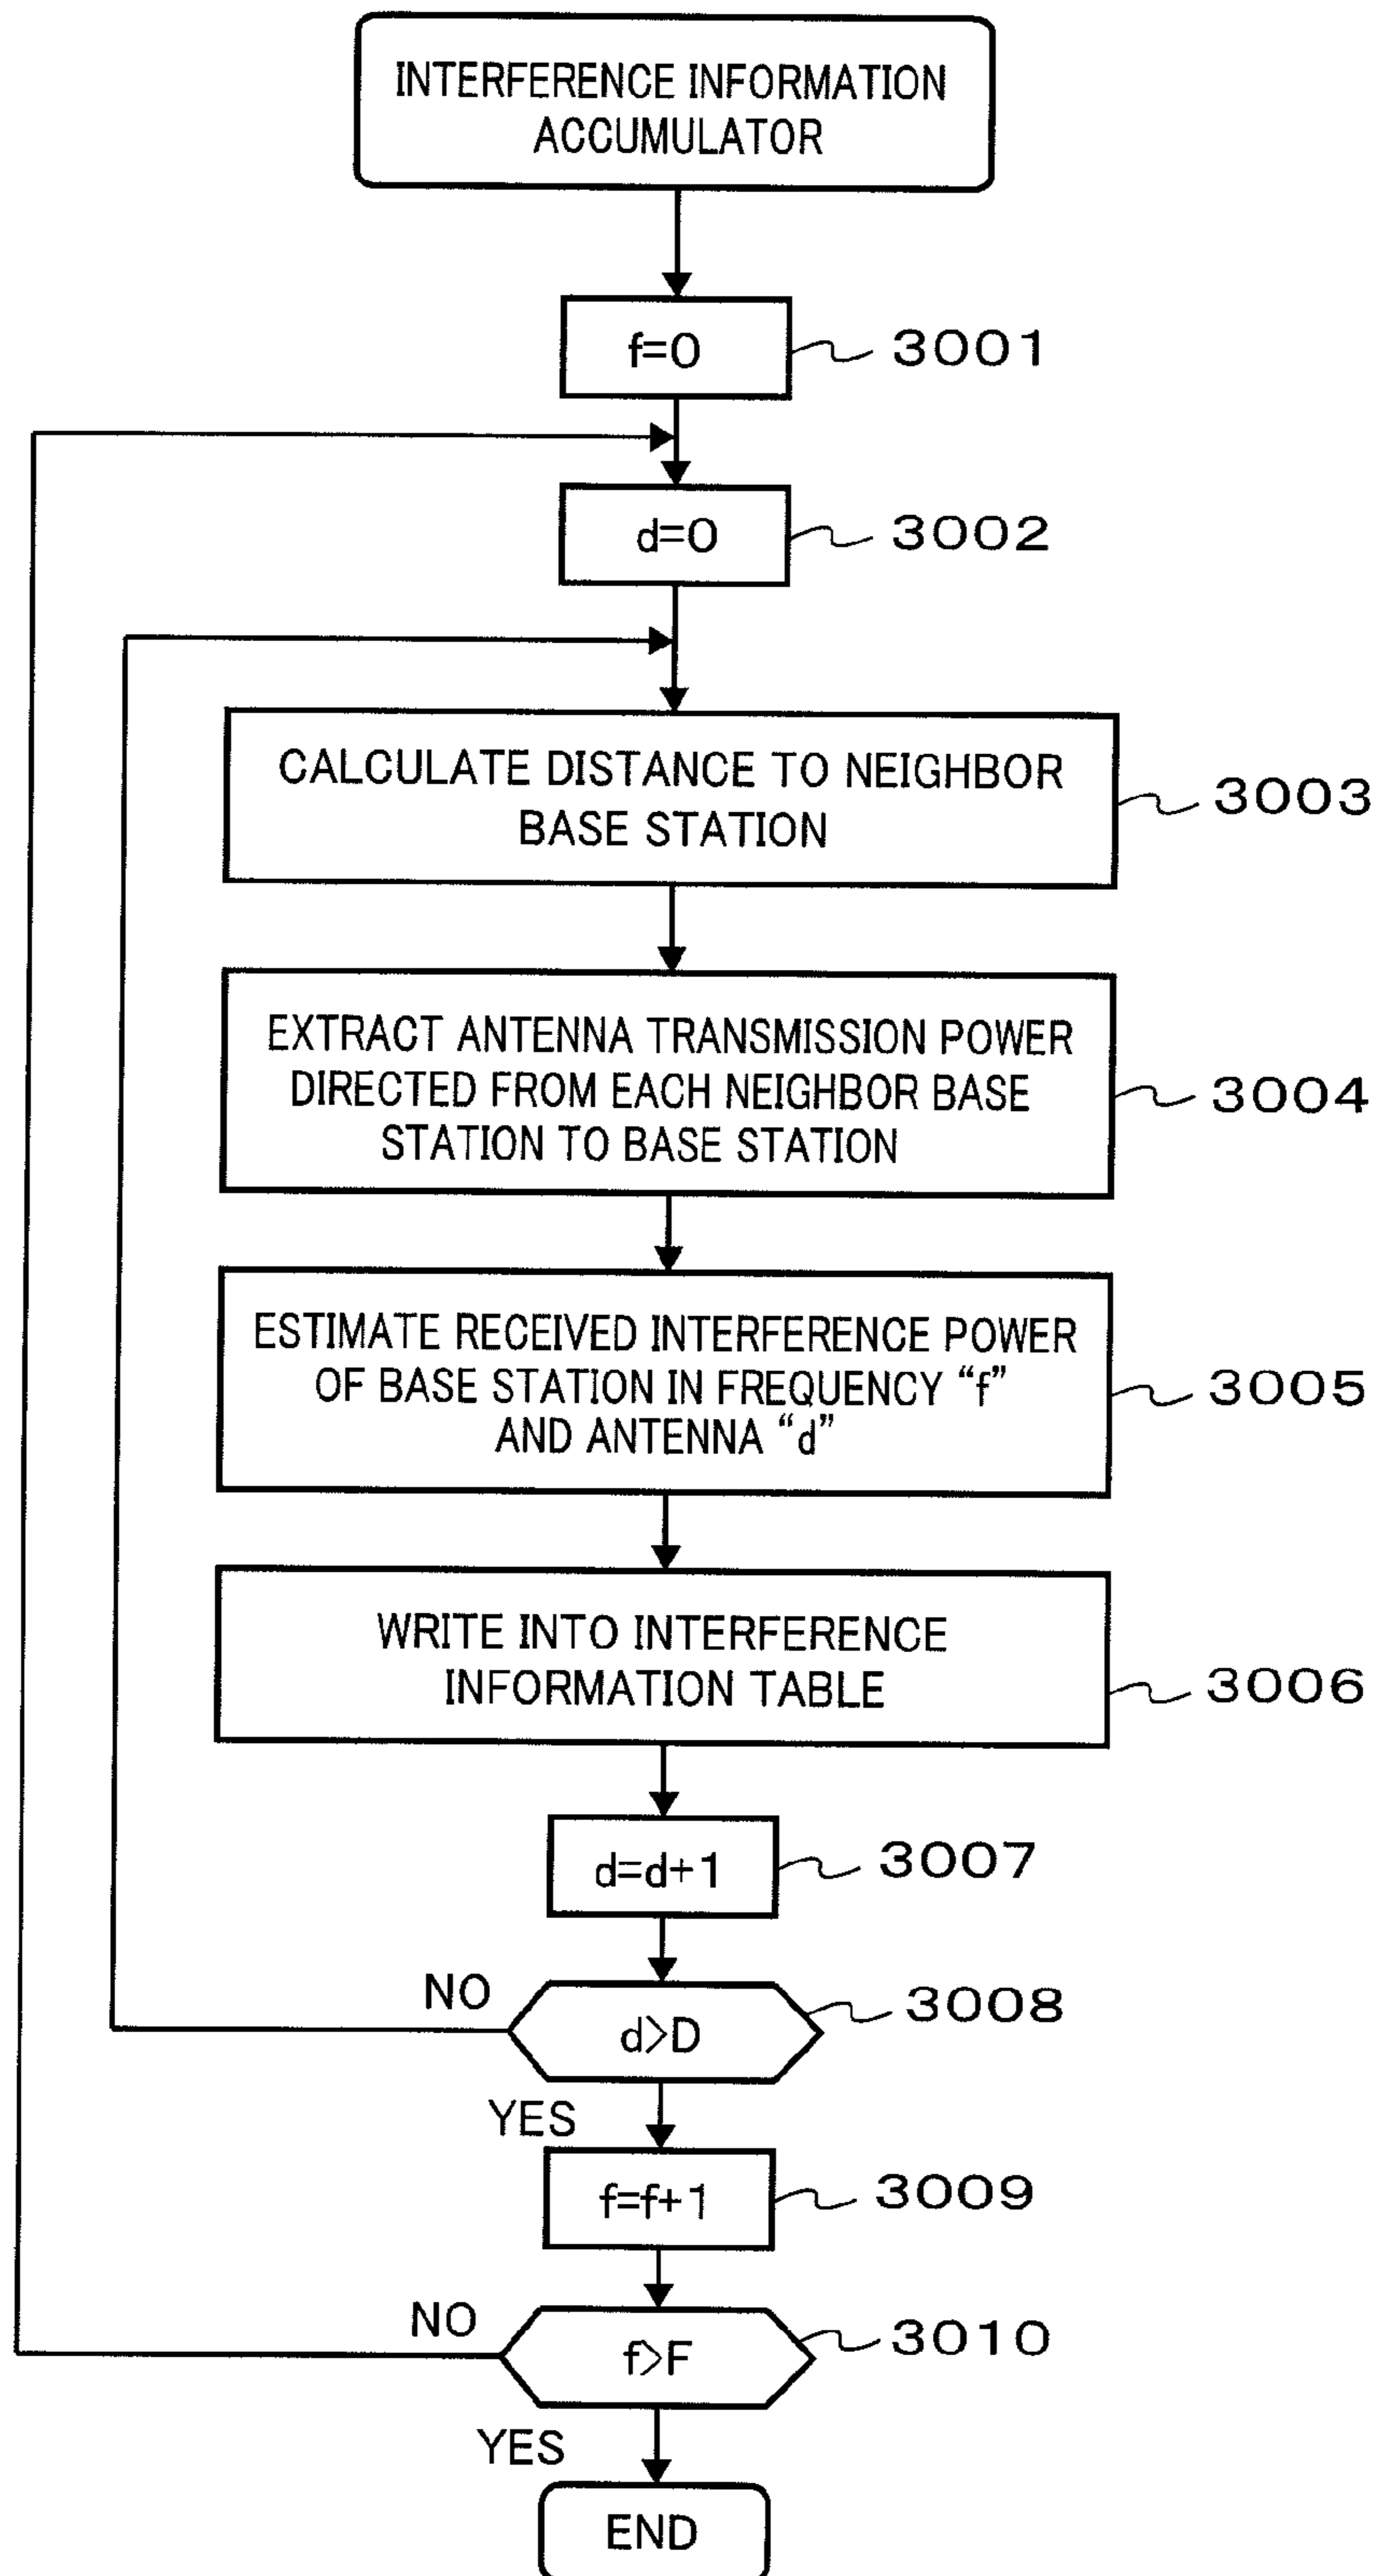 INTERFERENCE INFORMATION
ACCUMULATOR
f=0
3001
d=0
3002
CALCULATE DISTANCE TO NEIGHBOR
BASE STATION
3003
EXTRACT ANTENNA TRANSMISSION POWER
DIRECTED FROM EACH NEIGHBOR BASE
STATION TO BASE STATION
3004
ESTIMATE RECEIVED INTERFERENCE POWER
OF BASE STATION IN FREQUENCY “f”
AND ANTENNA “d”
3005
WRITE INTO INTERFERENCE
INFORMATION TABLE
3006
d=d+1
3007
NO
d>D
3008
YES
f=f+1
3009
NO
f>F
3010
YES
END